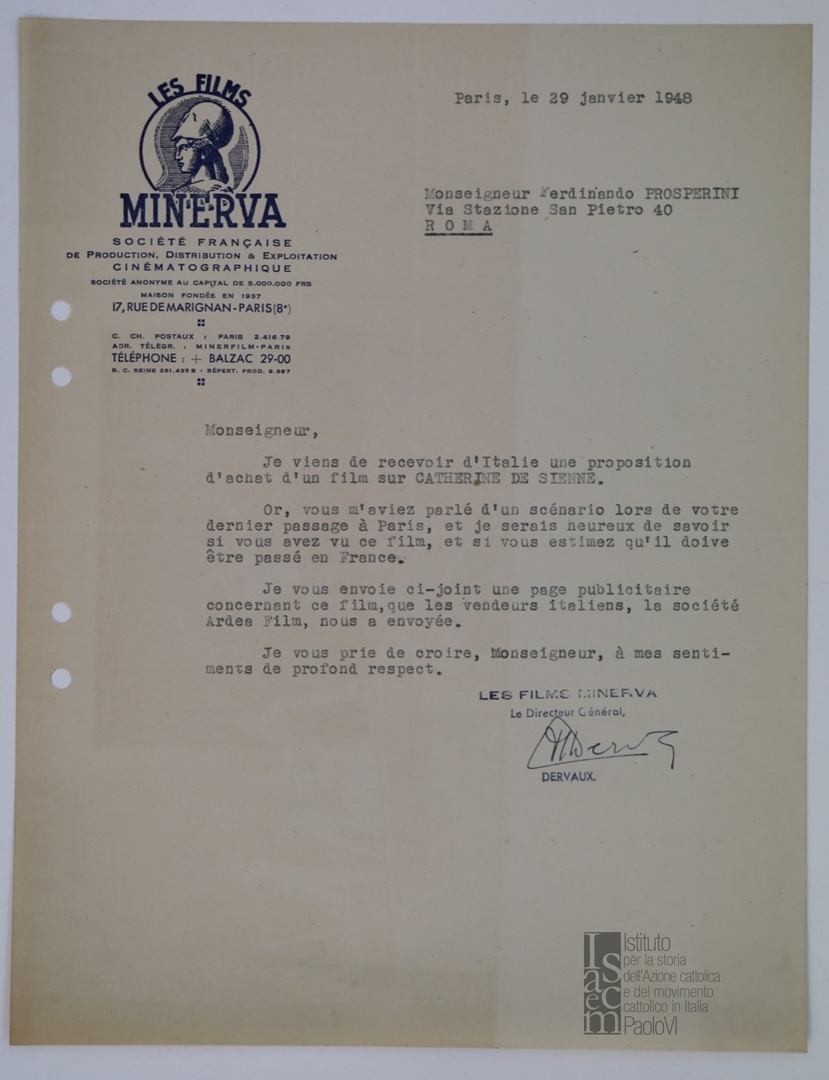 LES FILMS
MINERVA
SOCIÉTÉ FRANÇAISE
DE PRODUCTION, DISTRIBUTION & EXPLOITATION
CINÉMATOGRAPHIQUE
SOCIÉTÉ ANONYME AU CAPITAL DE 5.000.000 FRS
MAISON FONDÉE EN 1937
17, RUE DE MARIGNAN - PARIS (8ᵉ)
C. CH. POSTAUX : PARIS 2.416.79
ADR. TÉLÉGR. : MINERFILM-PARIS
TÉLÉPHONE : + BALZAC 29-00
R. C. SEINE 281.435 B - RÉPERT. PROD.
Paris, le 29 janvier 1948
Monseigneur Ferdinando PROSPERINI
Via Stazione San Pietro 40
R O M A
Monseigneur,
Je viens de recevoir d'Italie une proposition
d'achat d'un film sur CATHERINE DE SIENNE.
Or, vous m'aviez parlé d'un scénario lors de votre
dernier passage à Paris, et je serais heureux de savoir
si vous avez vu ce film, et si vous estimez qu'il doive
être passé en France.
Je vous envoie ci-joint une page publicitaire
concernant ce film,que les vendeurs italiens, la société
Ardea Film, nous a envoyée.
Je vous prie de croire, Monseigneur, à mes senti-
ments de profond respect.
LES FILMS MINERVA
Le Directeur Général,
DERVAUX.
Isacem
Istituto
per la storia
dell'Azione cattolica
e del movimento
cattolico in Italia
PaoloVI